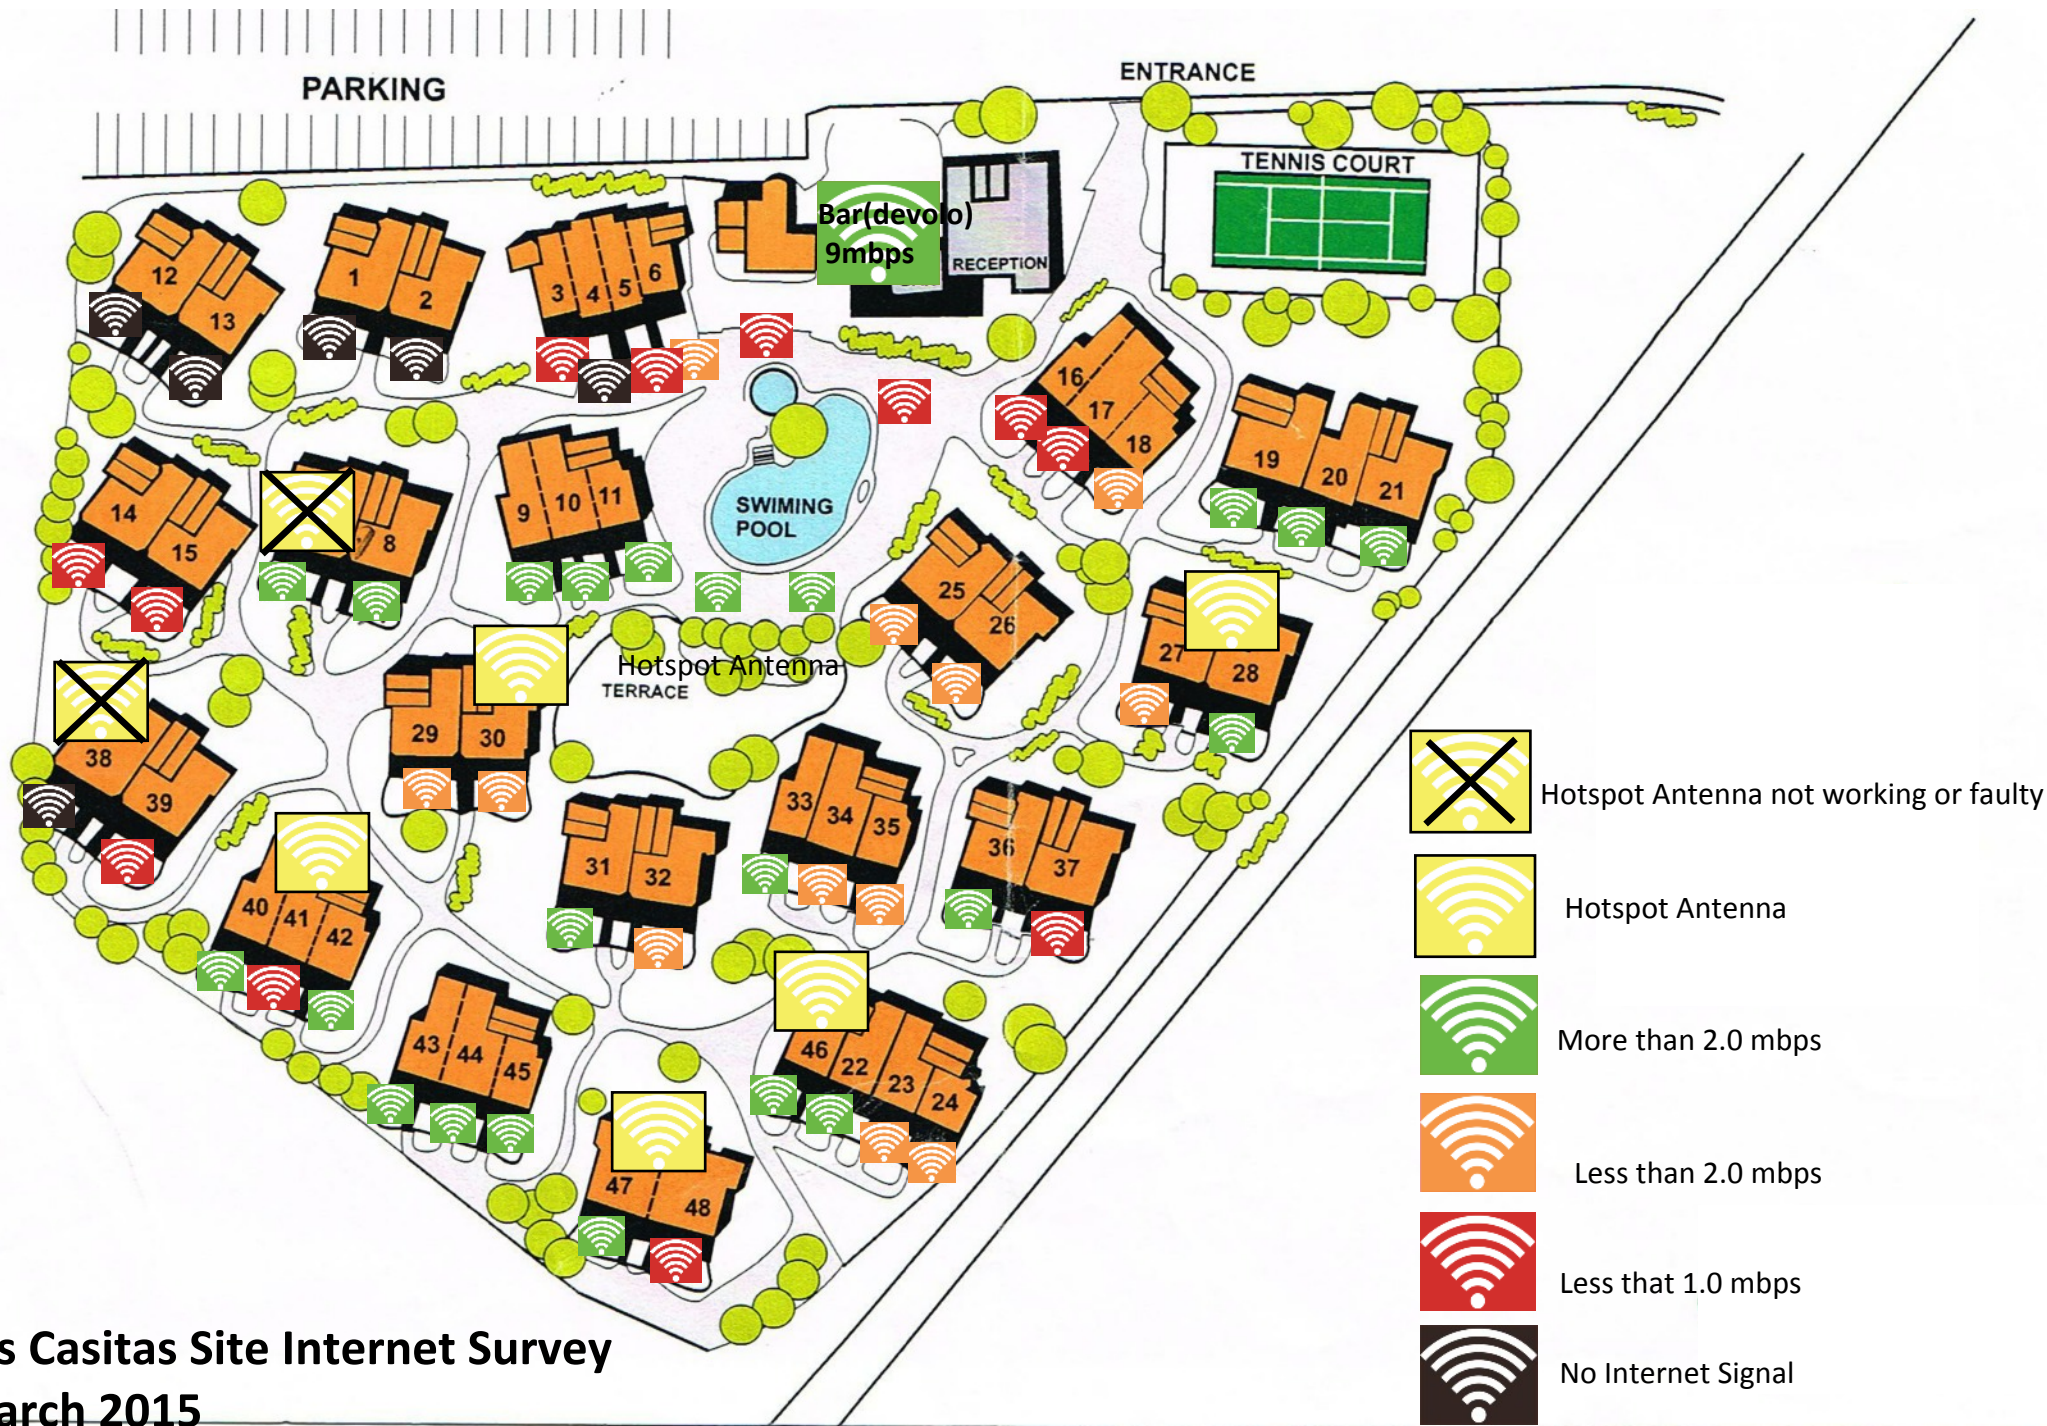 PARKING
ENTRANCE
TENNIS COURT
Bar(devolo)
9mbps
RECEPTION
12
13
1
2
3
4
5
6
16
17
18
19
20
21
14
15
8
9
10
11
SWIMING
POOL
25
26
27
28
Hotspot Antenna
TERRACE
29
30
38
39
33
34
35
36
37
31
32
40
41
42
43
44
45
46
22
23
24
47
48
Hotspot Antenna not working or faulty
Hotspot Antenna
More than 2.0 mbps
Less than 2.0 mbps
Less that 1.0 mbps
No Internet Signal
s Casitas Site Internet Survey
arch 2015